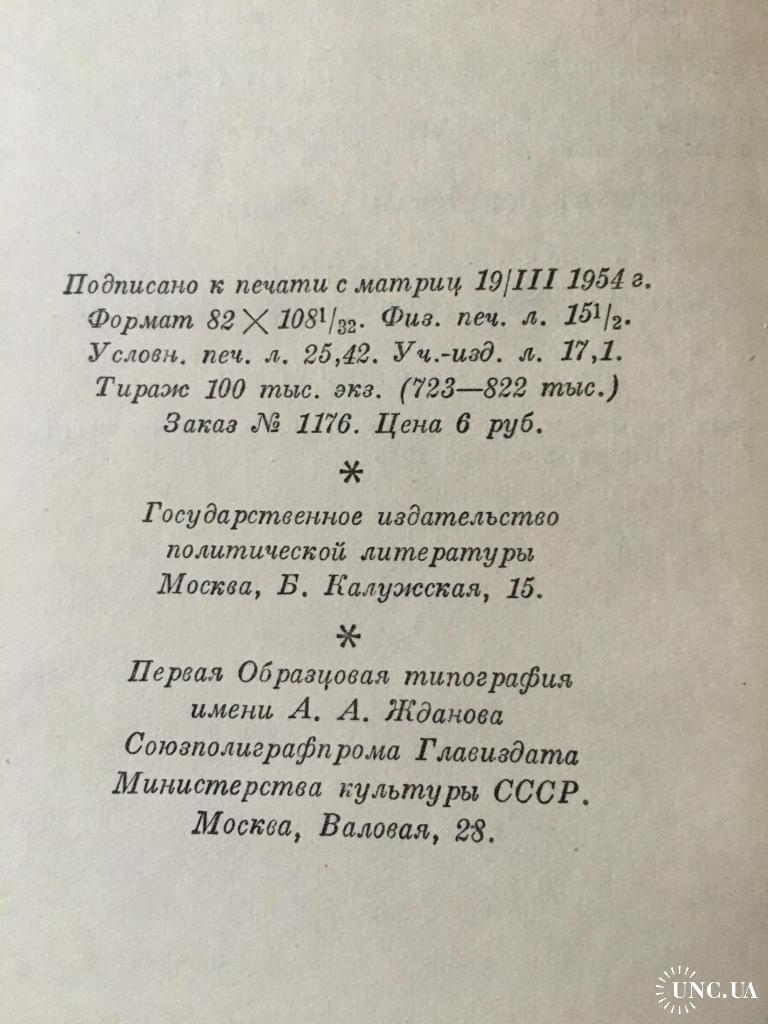 Подписано к печати с матриц 19/III 1954 г.
Формат 82 × 108¹/₃₂. Физ. печ. л. 15¹/₂.
Условн. печ. л. 25,42. Уч.-изд. л. 17,1.
Тираж 100 тыс. экз. (723—822 тыс.)
Заказ № 1176. Цена 6 руб.
*
Государственное издательство
политической литературы
Москва, Б. Калужская, 15.
*
Первая Образцовая типография
имени А. А. Жданова
Союзполиграфпрома Главиздата
Министерства культуры СССР.
Москва, Валовая, 28.
UNC.UA